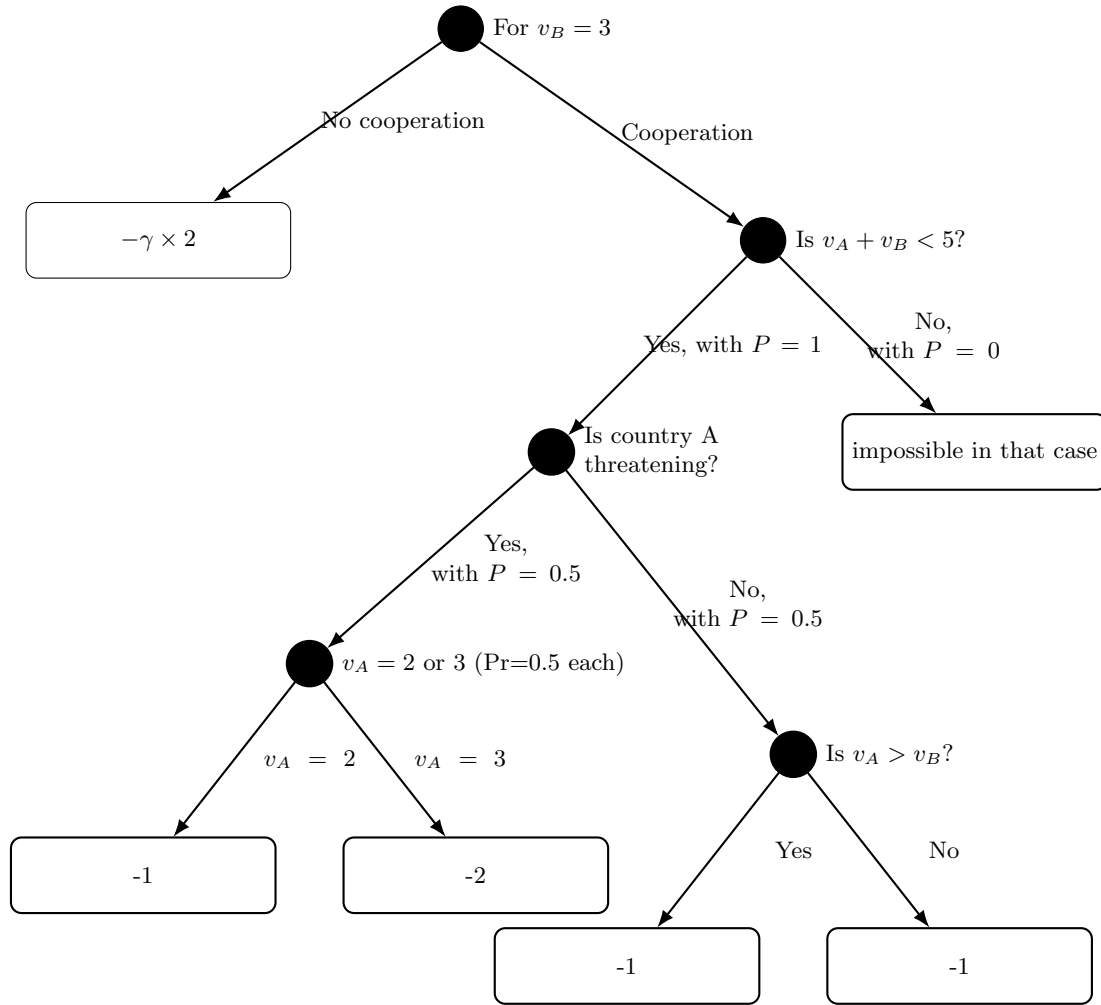 For $v_B = 3$
No cooperation
Cooperation
$-\gamma \times 2$
Is $v_A + v_B < 5$?
No,
with $P = 0$
Yes, with $P = 1$
Is country A
threatening?
impossible in that case
Yes,
with $P = 0.5$
No,
with $P = 0.5$
$v_A = 2$ or 3 (Pr=0.5 each)
Is $v_A > v_B$?
$v_A = 2$
$v_A = 3$
Yes
No
-1
-2
-1
-1